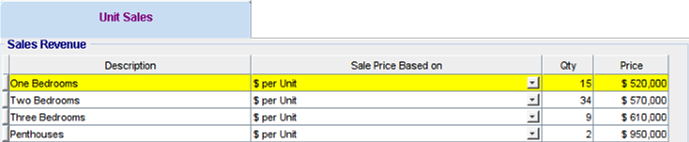 Unit Sales
Sales Revenue
Description Sale Price Based on Qty Price
One Bedrooms $ per Unit 15 $ 520,000
Two Bedrooms $ per Unit 34 $ 570,000
Three Bedrooms $ per Unit 9 $ 610,000
Penthouses $ per Unit 2 $ 950,000